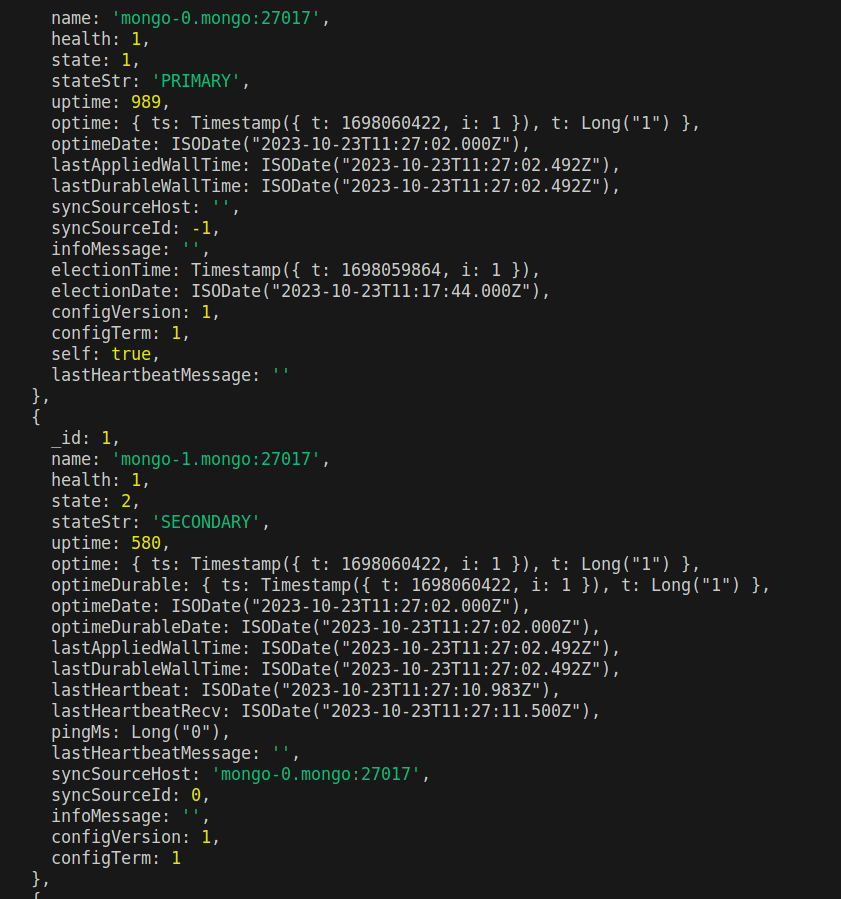 name: 'mongo-0.mongo:27017',
health: 1,
state: 1,
stateStr: 'PRIMARY',
uptime: 989,
optime: { ts: Timestamp({ t: 1698060422, i: 1 }), t: Long("1") },
optimeDate: ISODate("2023-10-23T11:27:02.000Z"),
lastAppliedWallTime: ISODate("2023-10-23T11:27:02.492Z"),
lastDurableWallTime: ISODate("2023-10-23T11:27:02.492Z"),
syncSourceHost: '',
syncSourceId: -1,
infoMessage: '',
electionTime: Timestamp({ t: 1698059864, i: 1 }),
electionDate: ISODate("2023-10-23T11:17:44.000Z"),
configVersion: 1,
configTerm: 1,
self: true,
lastHeartbeatMessage: ''
},
{
_id: 1,
name: 'mongo-1.mongo:27017',
health: 1,
state: 2,
stateStr: 'SECONDARY',
uptime: 580,
optime: { ts: Timestamp({ t: 1698060422, i: 1 }), t: Long("1") },
optimeDurable: { ts: Timestamp({ t: 1698060422, i: 1 }), t: Long("1") },
optimeDate: ISODate("2023-10-23T11:27:02.000Z"),
optimeDurableDate: ISODate("2023-10-23T11:27:02.000Z"),
lastAppliedWallTime: ISODate("2023-10-23T11:27:02.492Z"),
lastDurableWallTime: ISODate("2023-10-23T11:27:02.492Z"),
lastHeartbeat: ISODate("2023-10-23T11:27:10.983Z"),
lastHeartbeatRecv: ISODate("2023-10-23T11:27:11.500Z"),
pingMs: Long("0"),
lastHeartbeatMessage: '',
syncSourceHost: 'mongo-0.mongo:27017',
syncSourceId: 0,
infoMessage: '',
configVersion: 1,
configTerm: 1
},
{